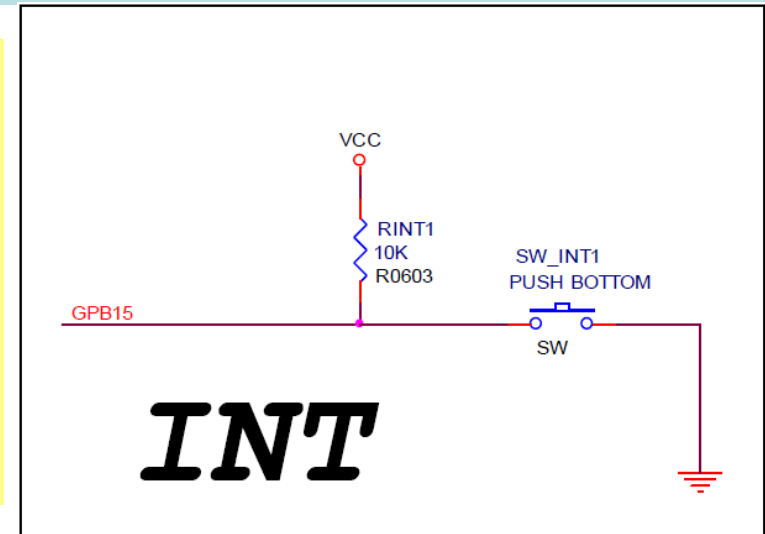 VCC
RINT1
10K
R0603
SW_INT1
PUSH BOTTOM
GPB15
SW
INT